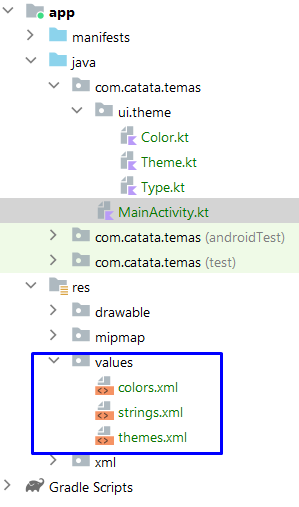 app
manifests
java
com.catata.temas
ui.theme
Color.kt
Theme.kt
Type.kt
MainActivity.kt
com.catata.temas (androidTest)
com.catata.temas (test)
res
drawable
mipmap
values
colors.xml
strings.xml
themes.xml
xml
Gradle Scripts